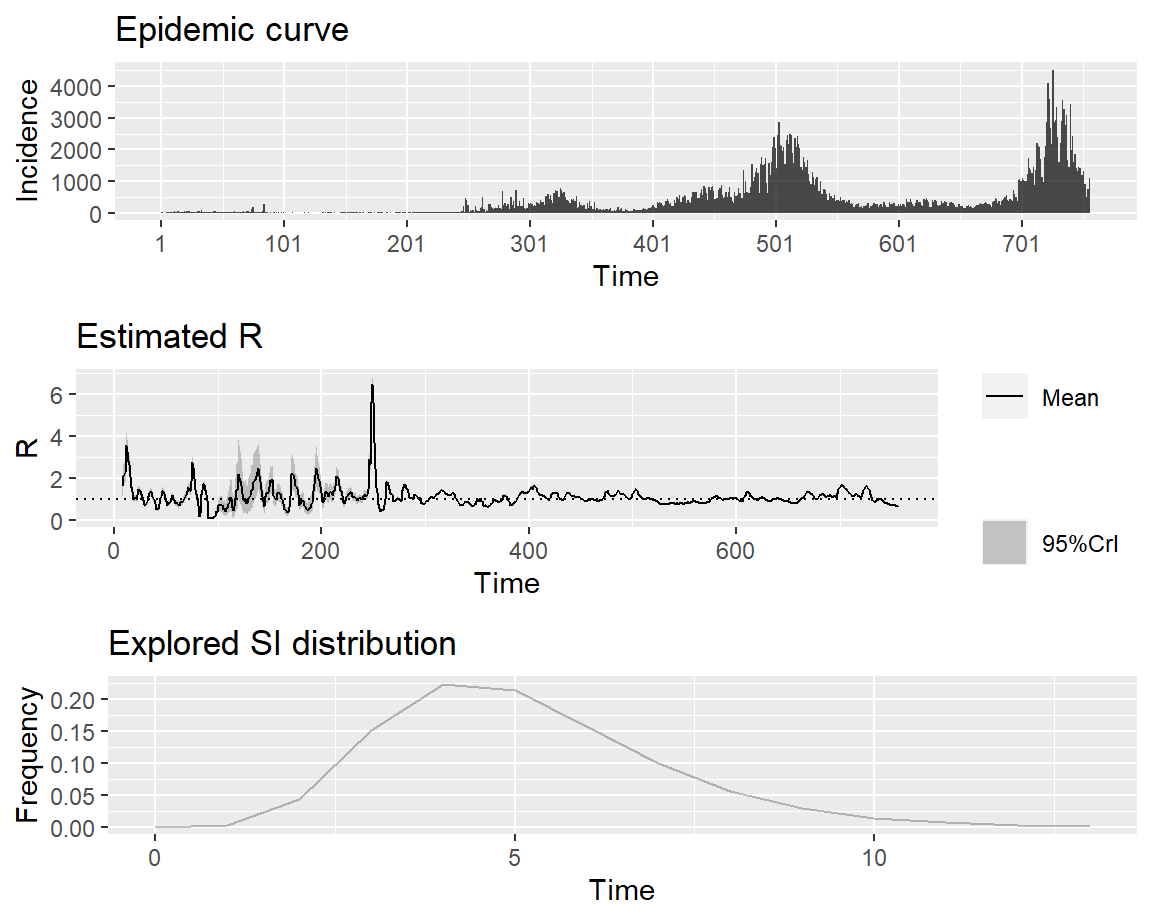 Epidemic curve
Incidence
4000
3000
2000
1000
0
1 101 201 301 401 501 601 701
Time
Estimated R
R
6
4
2
0
0 200 400 600
Time
Mean
95%CrI
Explored SI distribution
Frequency
0.20
0.15
0.10
0.05
0.00
0 5 10
Time